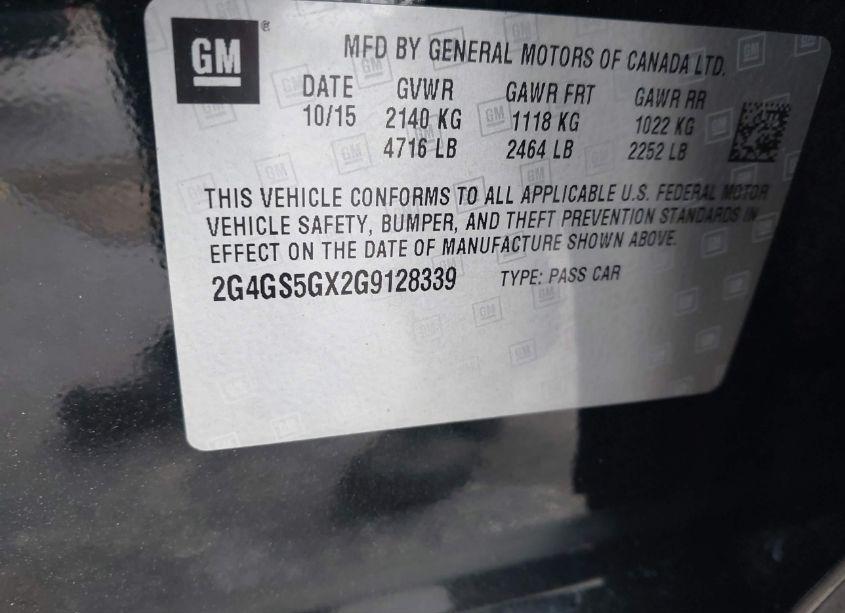 GM®
MFD BY GENERAL MOTORS OF CANADA LTD.
DATE GVWR GAWR FRT GAWR RR
10/15 2140 KG 1118 KG 1022 KG
4716 LB 2464 LB 2252 LB
THIS VEHICLE CONFORMS TO ALL APPLICABLE U.S. FEDERAL MOTOR
VEHICLE SAFETY, BUMPER, AND THEFT PREVENTION STANDARDS IN
EFFECT ON THE DATE OF MANUFACTURE SHOWN ABOVE.
2G4GS5GX2G9128339 TYPE: PASS CAR